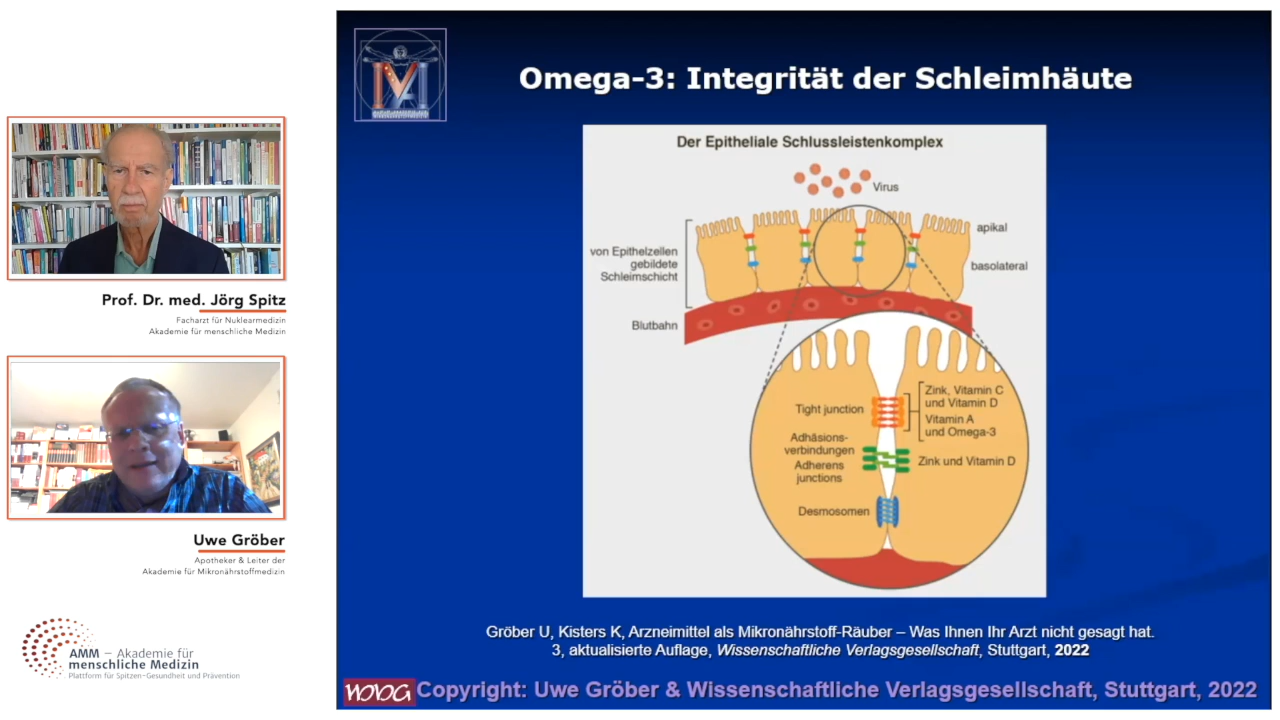 Omega-3: Integrität der Schleimhäute
Der Epitheliale Schlussleistenkomplex
Virus
apikal
von Epithelzellen
gebildete
Schleimschicht
basolateral
Blutbahn
Tight junction
Zink, Vitamin C
und Vitamin D
Vitamin A
und Omega-3
Adhäsions-
verbindungen
Adherens
junctions
Zink und Vitamin D
Desmosomen
Gröber U, Kisters K, Arzneimittel als Mikronährstoff-Räuber – Was Ihnen Ihr Arzt nicht gesagt hat.
3, aktualisierte Auflage, Wissenschaftliche Verlagsgesellschaft, Stuttgart, 2022
Copyright: Uwe Gröber & Wissenschaftliche Verlagsgesellschaft, Stuttgart, 2022
Prof. Dr. med. Jörg Spitz
Facharzt für Nuklearmedizin
Akademie für menschliche Medizin
Uwe Gröber
Apotheker & Leiter der
Akademie für Mikronährstoffmedizin
AMM – Akademie für
menschliche Medizin
Plattform für Spitzen-Gesundheit und Prävention